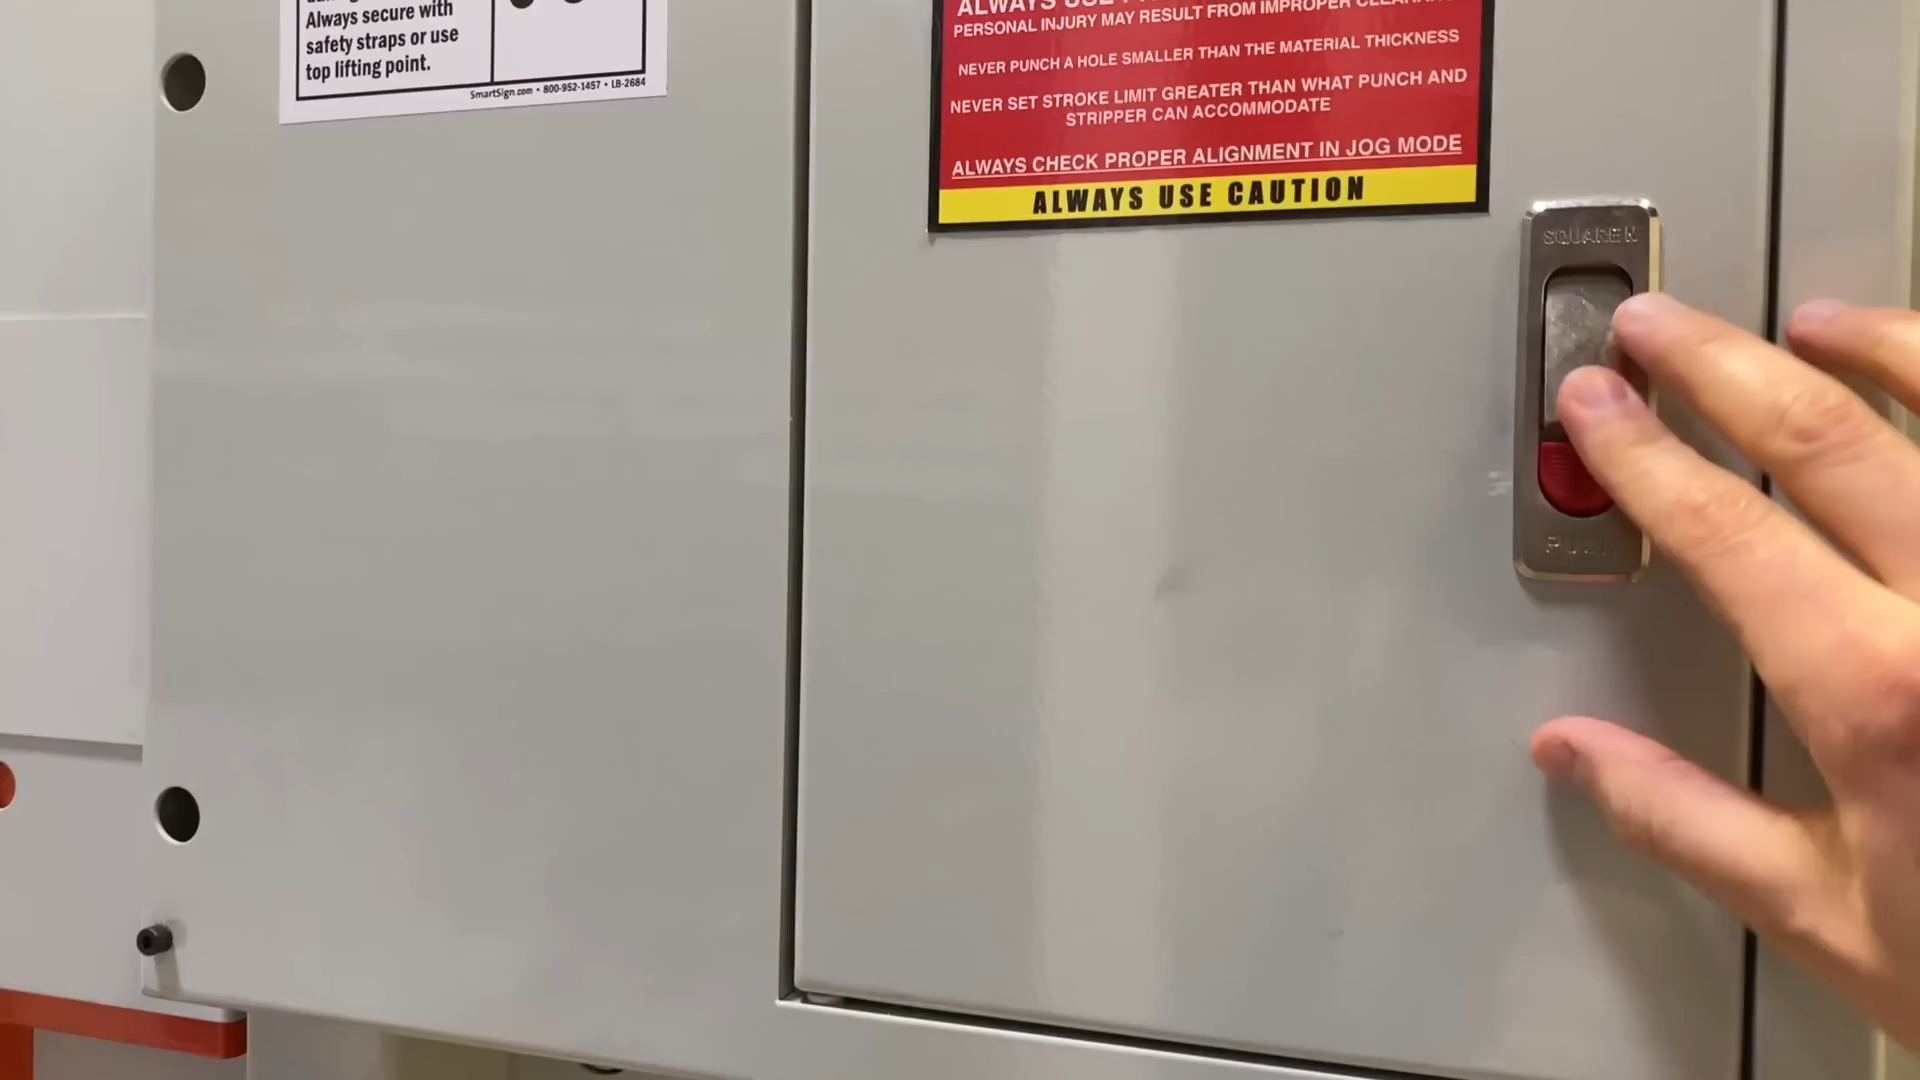 Always secure with
safety straps or use
top lifting point.
SmartSign.com • 800-952-1457 • LB-2684
ALWAYS USE
PERSONAL INJURY MAY RESULT FROM IMPROPER
NEVER PUNCH A HOLE SMALLER THAN THE MATERIAL THICKNESS
NEVER SET STROKE LIMIT GREATER THAN WHAT PUNCH AND
STRIPPER CAN ACCOMMODATE
ALWAYS CHECK PROPER ALIGNMENT IN JOG MODE
ALWAYS USE CAUTION
SQUARE N